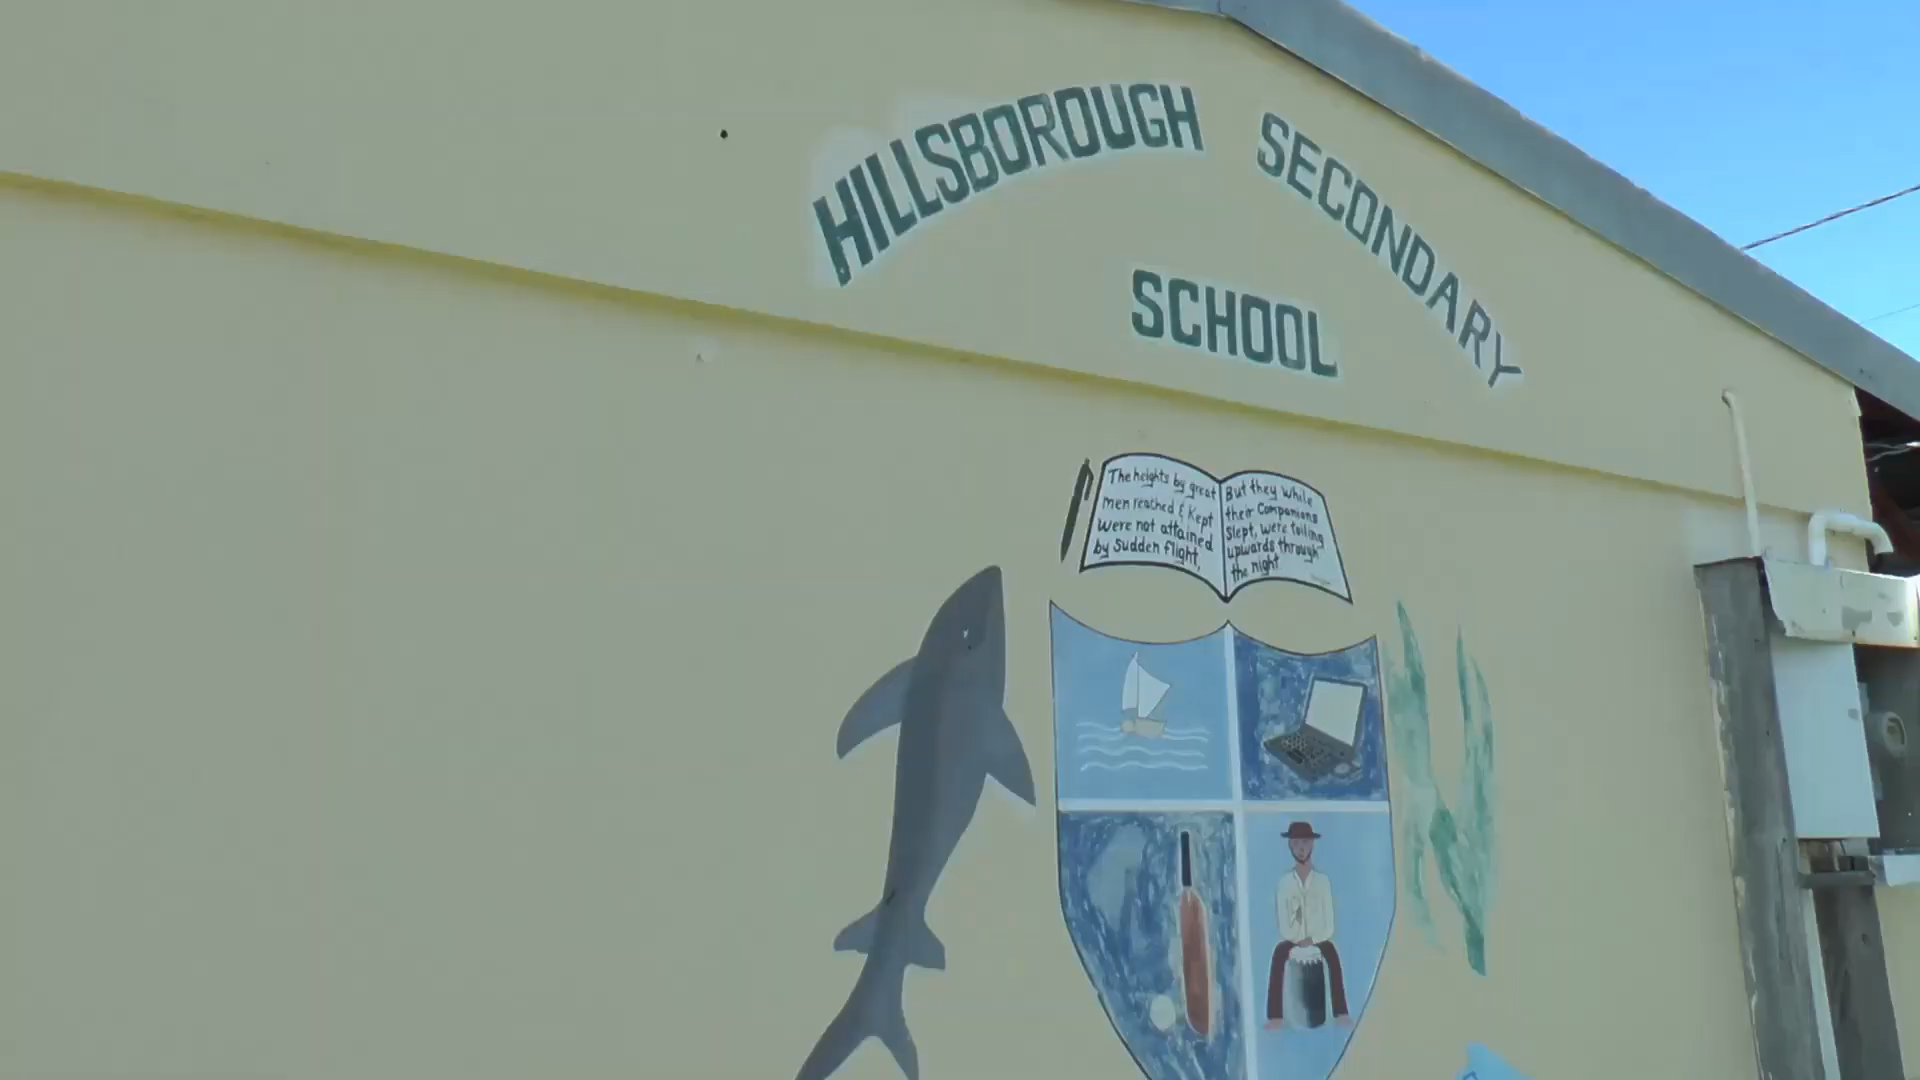 HILLSBOROUGH SECONDARY
SCHOOL
The heights by great
men reached & Kept
were not attained
by Sudden flight,
But they while
their Companions
Slept, were toiling
upwards through
the night